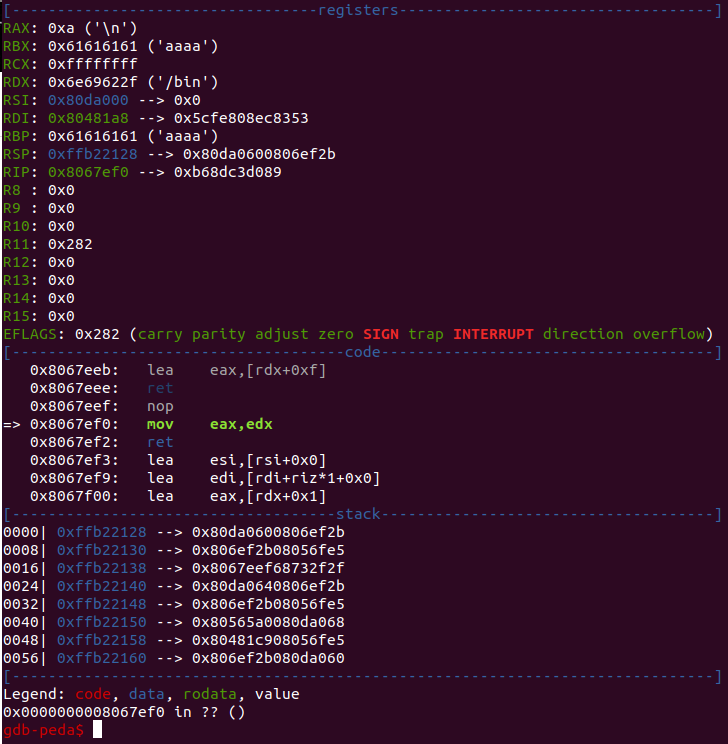 [----------------------------------registers-----------------------------------]
RAX: 0xa ('\n')
RBX: 0x61616161 ('aaaa')
RCX: 0xffffffff
RDX: 0x6e69622f ('/bin')
RSI: 0x80da000 --> 0x0
RDI: 0x80481a8 --> 0x5cfe808ec8353
RBP: 0x61616161 ('aaaa')
RSP: 0xffb22128 --> 0x80da0600806ef2b
RIP: 0x8067ef0 --> 0xb68dc3d089
R8 : 0x0
R9 : 0x0
R10: 0x0
R11: 0x282
R12: 0x0
R13: 0x0
R14: 0x0
R15: 0x0
EFLAGS: 0x282 (carry parity adjust zero SIGN trap INTERRUPT direction overflow)
[-------------------------------------code-------------------------------------]
   0x8067eeb:	lea    eax,[rdx+0xf]
   0x8067eee:	ret
   0x8067eef:	nop
=> 0x8067ef0:	mov    eax,edx
   0x8067ef2:	ret
   0x8067ef3:	lea    esi,[rsi+0x0]
   0x8067ef9:	lea    edi,[rdi+riz*1+0x0]
   0x8067f00:	lea    eax,[rdx+0x1]
[------------------------------------stack-------------------------------------]
0000| 0xffb22128 --> 0x80da0600806ef2b
0008| 0xffb22130 --> 0x806ef2b08056fe5
0016| 0xffb22138 --> 0x8067eef68732f2f
0024| 0xffb22140 --> 0x80da0640806ef2b
0032| 0xffb22148 --> 0x806ef2b08056fe5
0040| 0xffb22150 --> 0x80565a0080da068
0048| 0xffb22158 --> 0x80481c908056fe5
0056| 0xffb22160 --> 0x806ef2b080da060
[------------------------------------------------------------------------------]
Legend: code, data, rodata, value
0x0000000008067ef0 in ?? ()
gdb-peda$